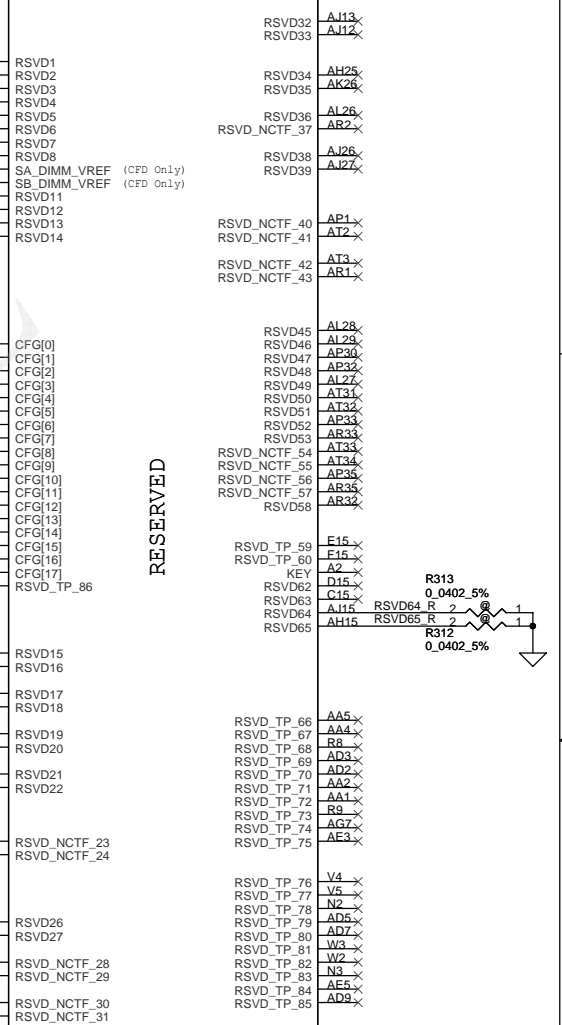 RSVD32 AJ13
RSVD33 AJ12
RSVD1
RSVD2 RSVD34 AH25
RSVD3 RSVD35 AK26
RSVD4
RSVD5 RSVD36 AL26
RSVD6 RSVD_NCTF_37 AR2
RSVD7
RSVD8 RSVD38 AJ26
SA_DIMM_VREF (CFD Only) RSVD39 AJ27
SB_DIMM_VREF (CFD Only)
RSVD11
RSVD12
RSVD13 RSVD_NCTF_40 AP1
RSVD14 RSVD_NCTF_41 AT2
RSVD_NCTF_42 AT3
RSVD_NCTF_43 AR1
RSVD45 AL28
CFG[0] RSVD46 AL29
CFG[1] RSVD47 AP30
CFG[2] RSVD48 AP32
CFG[3] RSVD49 AL27
CFG[4] RSVD50 AT31
CFG[5] RSVD51 AT32
CFG[6] RSVD52 AP33
CFG[7] RSVD53 AR33
CFG[8] RSVD_NCTF_54 AT33
CFG[9] RSVD_NCTF_55 AT34
CFG[10] RSVD_NCTF_56 AP35
CFG[11] RSVD_NCTF_57 AR35
CFG[12] RSVD58 AR32
CFG[13]
CFG[14]
CFG[15] RSVD_TP_59 E15
CFG[16] RSVD_TP_60 F15
CFG[17] KEY A2
RSVD_TP_86 RSVD62 D15
RESERVED
RSVD63 C15
R313
0_0402_5%
RSVD64 AJ15 RSVD64_R 2 @ 1
RSVD65 AH15 RSVD65_R 2 @ 1
R312
0_0402_5%
RSVD15
RSVD16
RSVD17
RSVD18
RSVD_TP_66 AA5
RSVD19 RSVD_TP_67 AA4
RSVD20 RSVD_TP_68 R8
RSVD_TP_69 AD3
RSVD21 RSVD_TP_70 AD2
RSVD22 RSVD_TP_71 AA2
RSVD_TP_72 AA1
RSVD_TP_73 R9
RSVD_TP_74 AG7
RSVD_NCTF_23 RSVD_TP_75 AE3
RSVD_NCTF_24
RSVD_TP_76 V4
RSVD_TP_77 V5
RSVD_TP_78 N2
RSVD26 RSVD_TP_79 AD5
RSVD27 RSVD_TP_80 AD7
RSVD_TP_81 W3
RSVD_NCTF_28 RSVD_TP_82 W2
RSVD_NCTF_29 RSVD_TP_83 N3
RSVD_TP_84 AE5
RSVD_NCTF_30 RSVD_TP_85 AD9
RSVD_NCTF_31